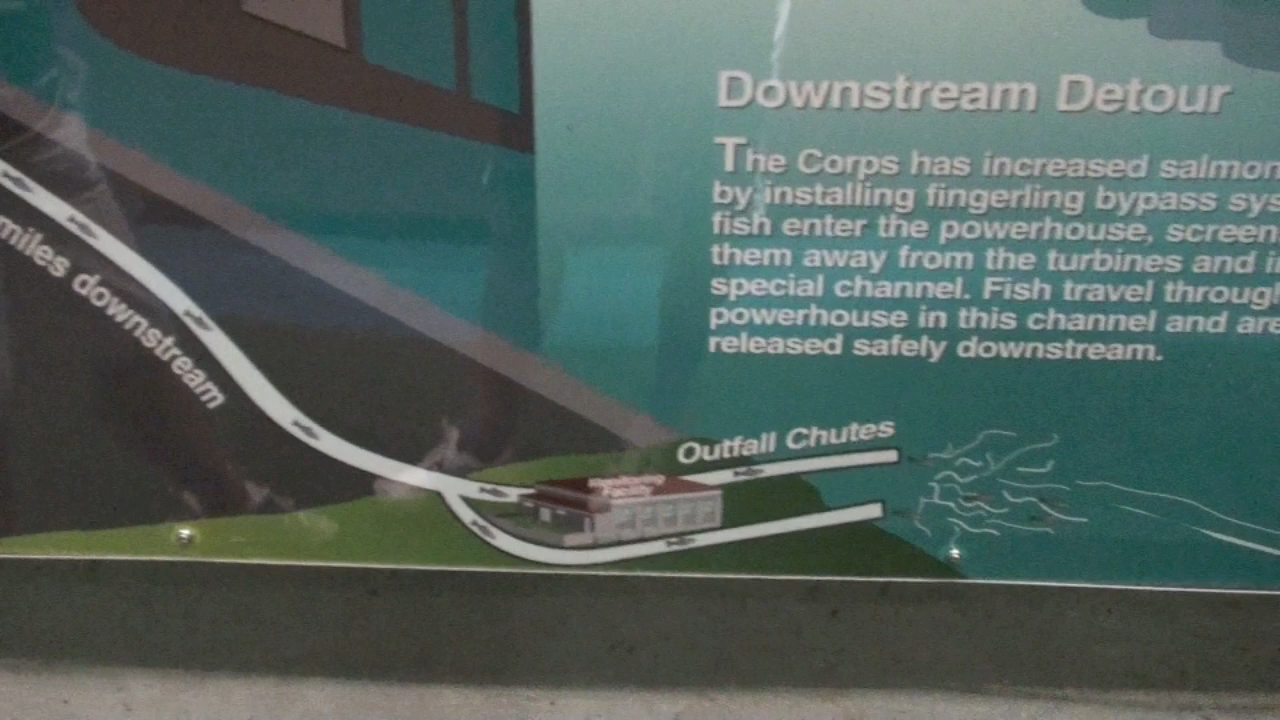 Downstream Detour
The Corps has increased salmon
by installing fingerling bypass sys
fish enter the powerhouse, screen
them away from the turbines and i
special channel. Fish travel throug
powerhouse in this channel and are
released safely downstream.
miles downstream
Outfall Chutes